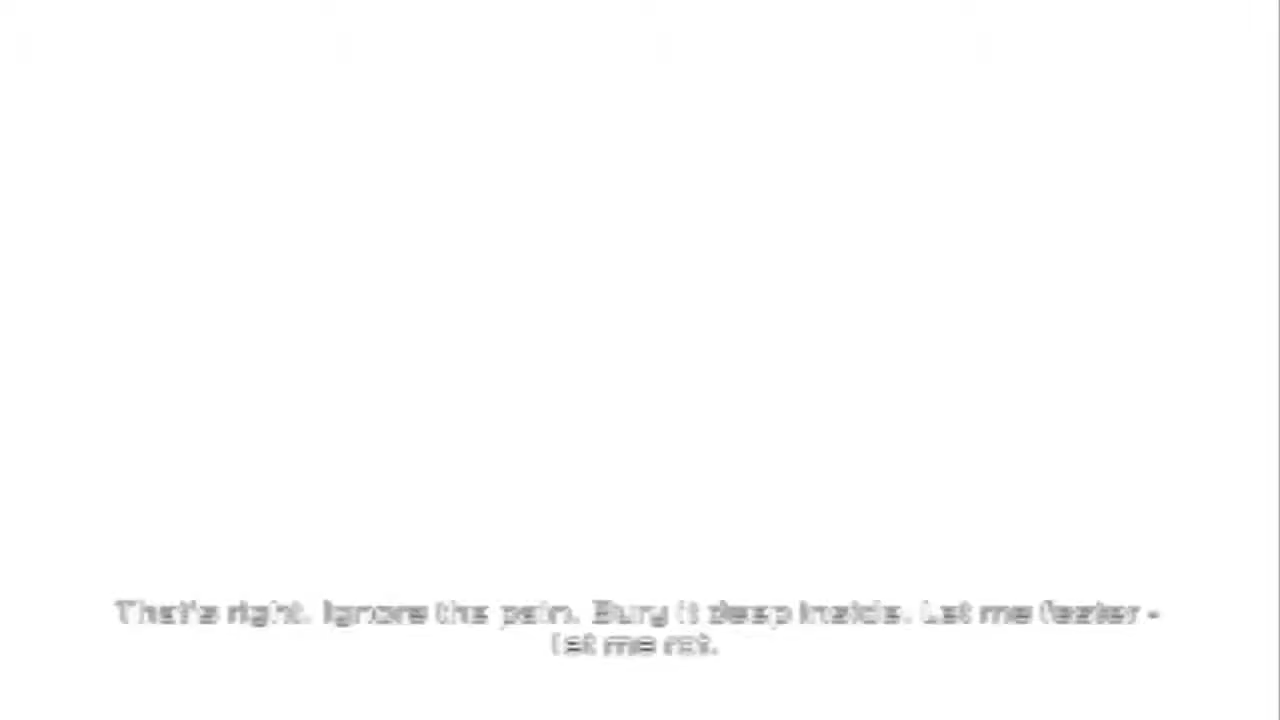 That's right. Ignore the pain. Bury it deep inside. Let me fester -
let me rot.